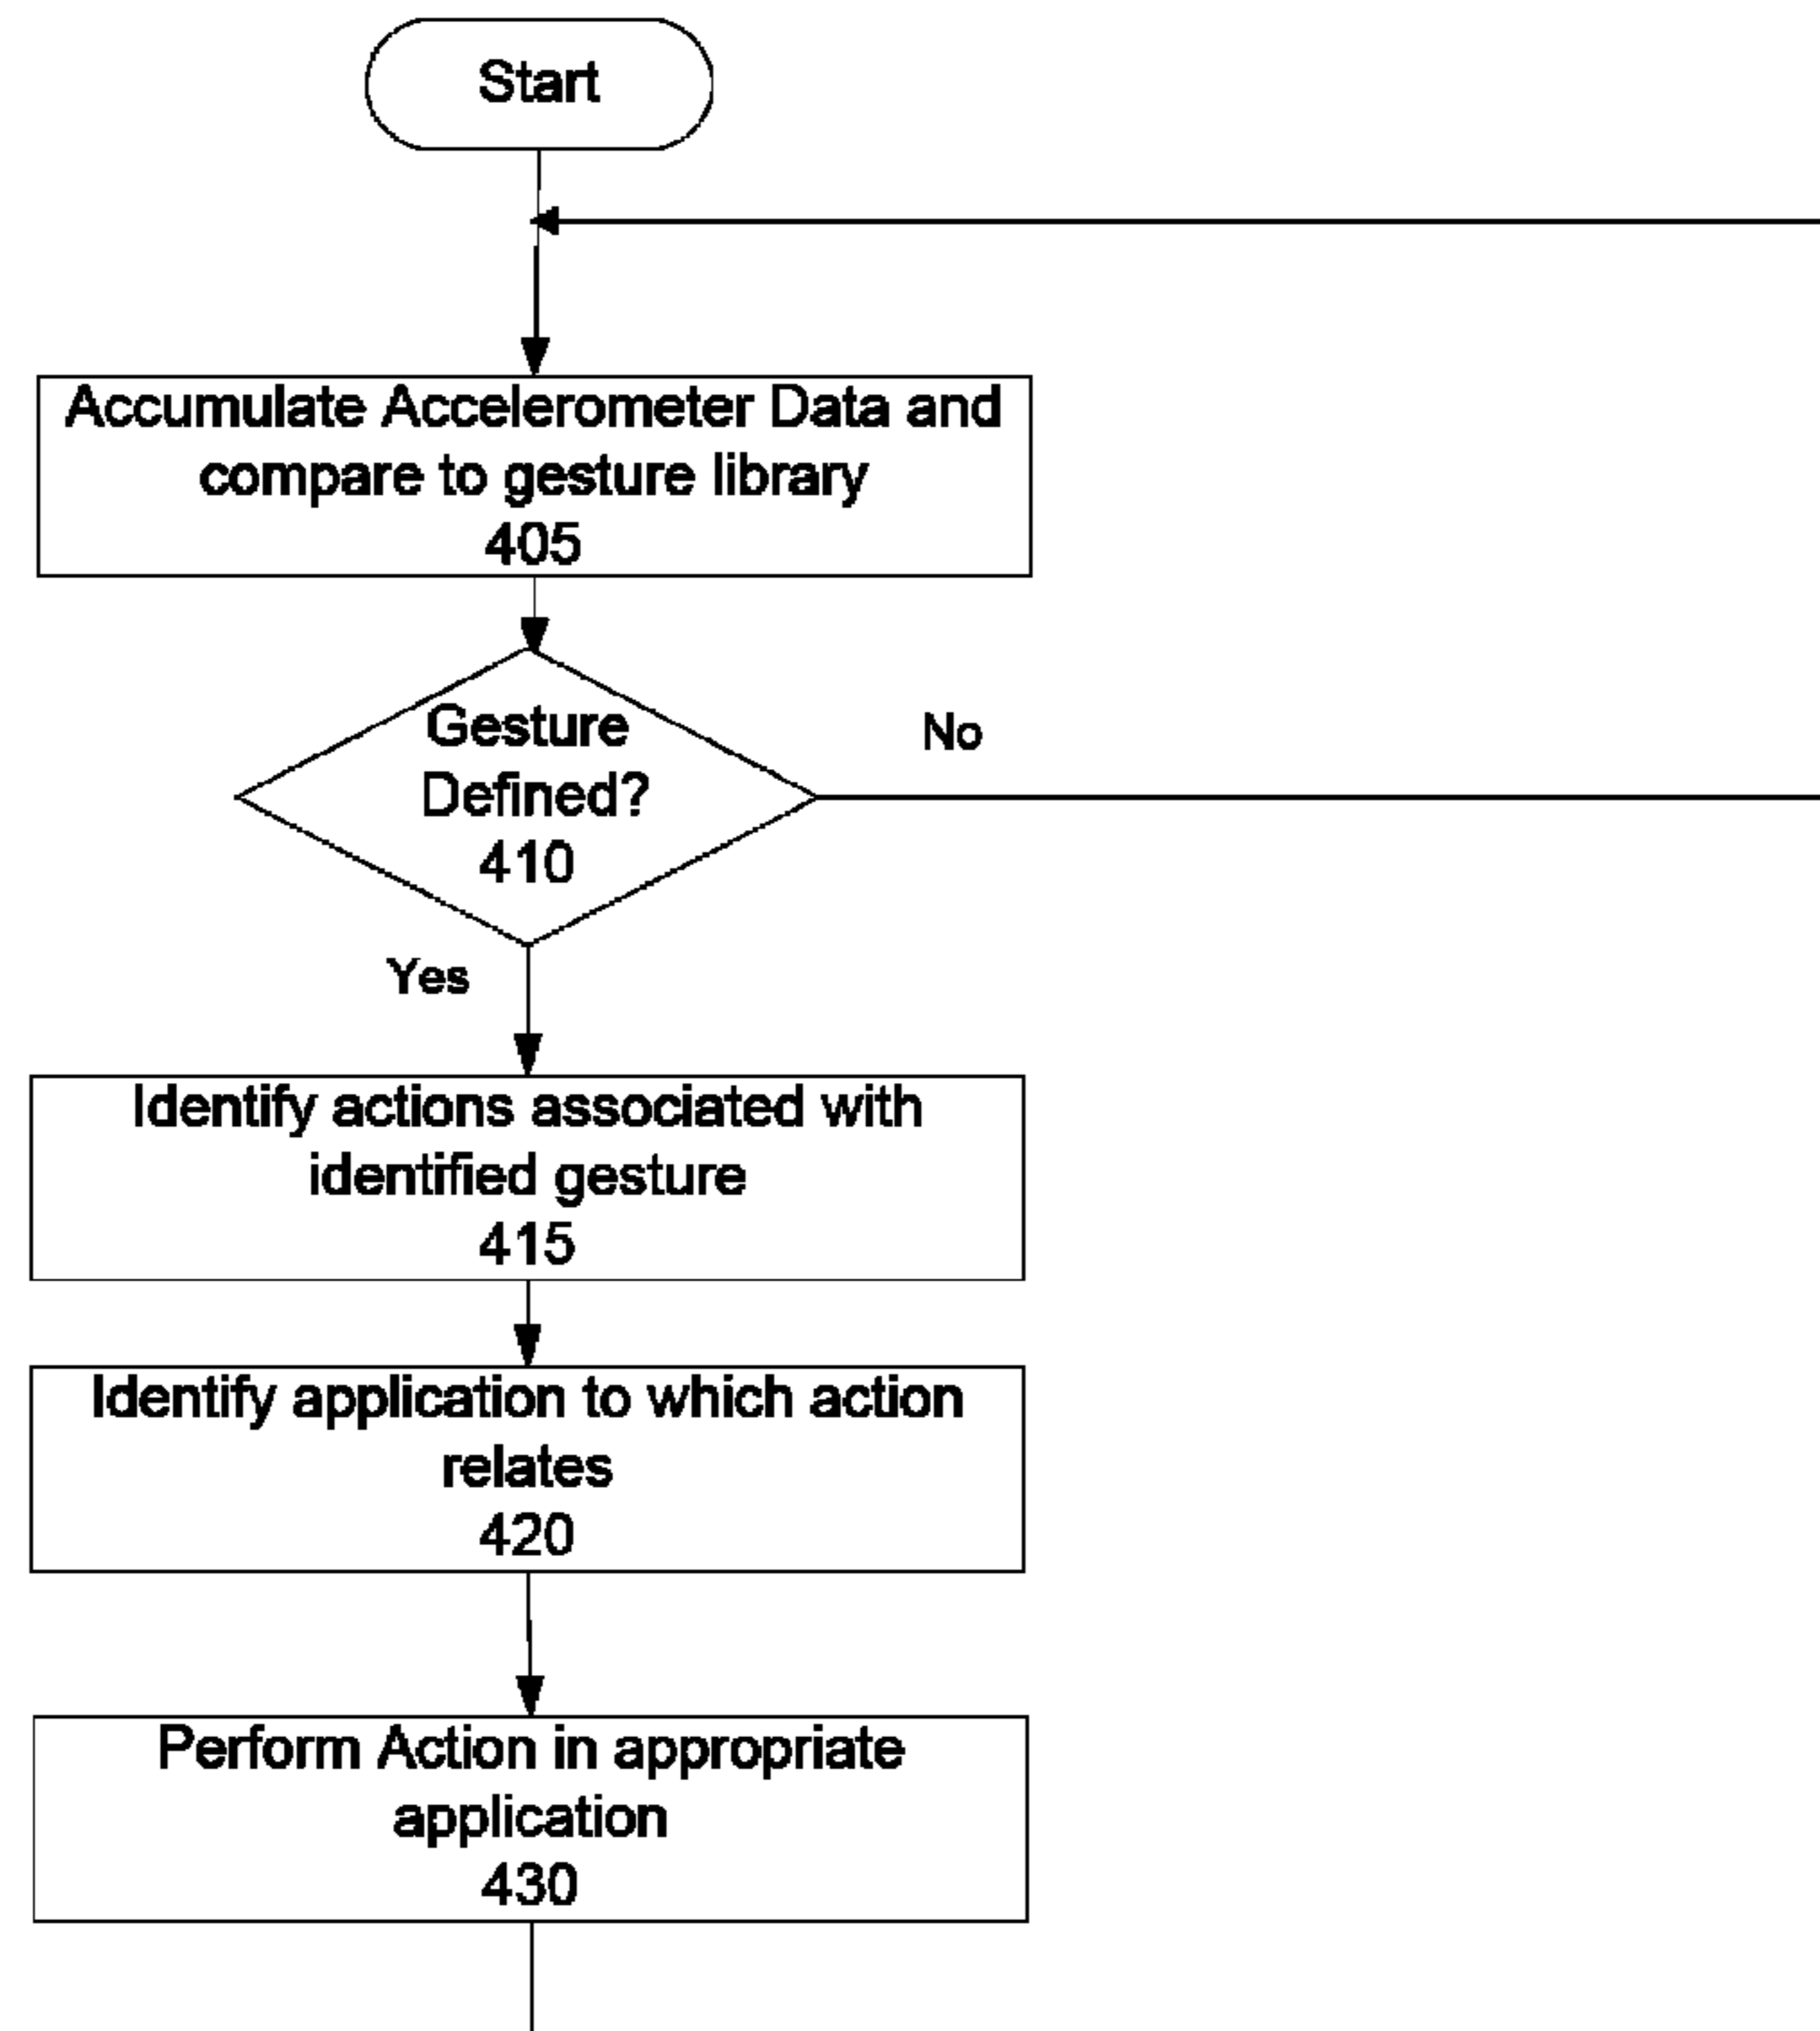 Start
Accumulate Accelerometer Data and
compare to gesture library
405
Gesture
Defined?
410
No
Yes
Identify actions associated with
identified gesture
415
Identify application to which action
relates
420
Perform Action in appropriate
application
430